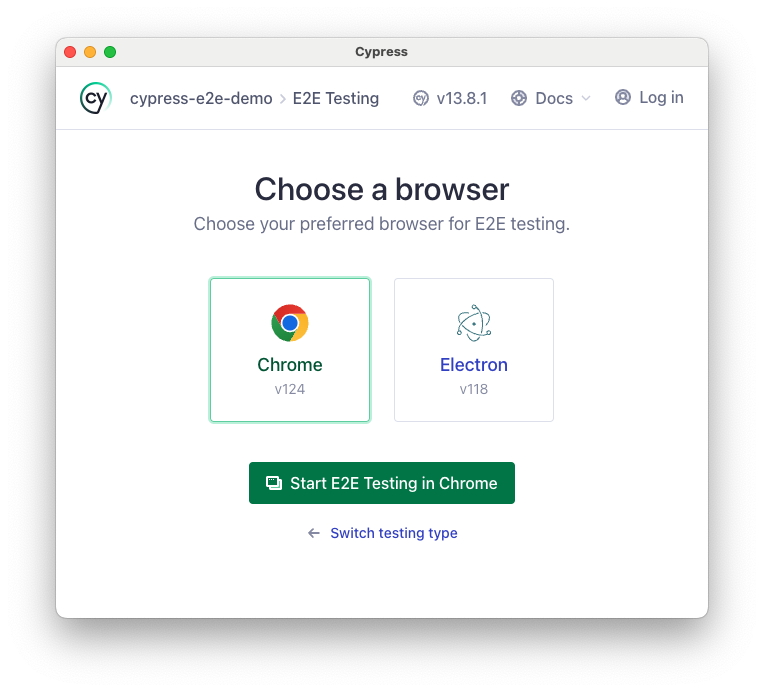 Cypress
cy cypress-e2e-demo > E2E Testing cy v13.8.1 Docs Log in
Choose a browser
Choose your preferred browser for E2E testing.
Chrome Electron
v124 v118
Start E2E Testing in Chrome
← Switch testing type